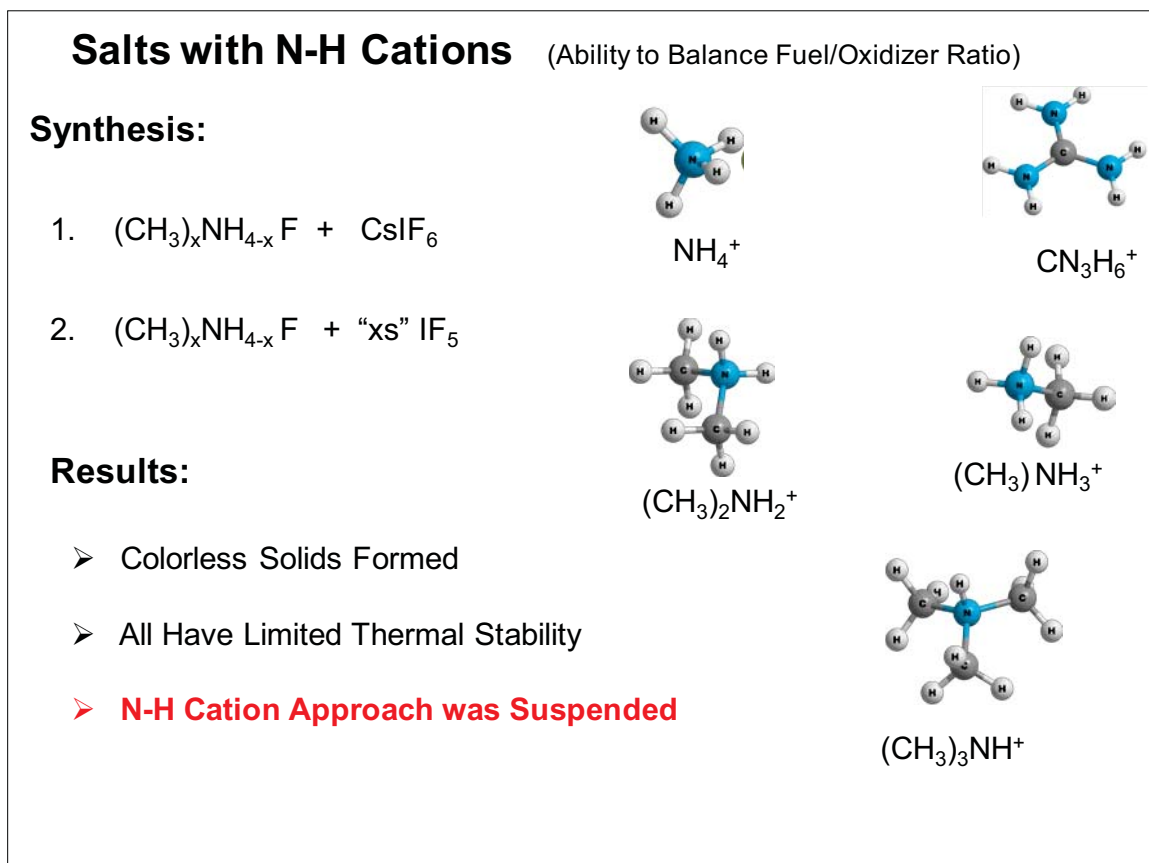 Salts with N-H Cations (Ability to Balance Fuel/Oxidizer Ratio)
Synthesis:
1. (CH₃)ₓNH₄₋ₓ F + CsIF₆
2. (CH₃)ₓNH₄₋ₓ F + “xs” IF₅
H H H N H
NH₄⁺
H H N C H N N H H H
CN₃H₆⁺
H H H C N H H H C H H
(CH₃)₂NH₂⁺
H H H N C H H H
(CH₃) NH₃⁺
Results:
➢ Colorless Solids Formed
➢ All Have Limited Thermal Stability
➢ N-H Cation Approach was Suspended
H H H H C N C H H H C H H
(CH₃)₃NH⁺